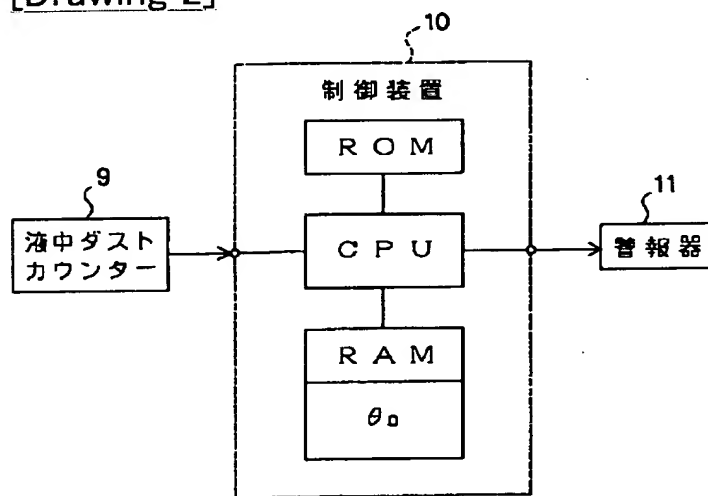 [Drawing 2]
10
制御装置
ROM
9
11
液中ダスト
カウンター
CPU
警報器
RAM
θ₀